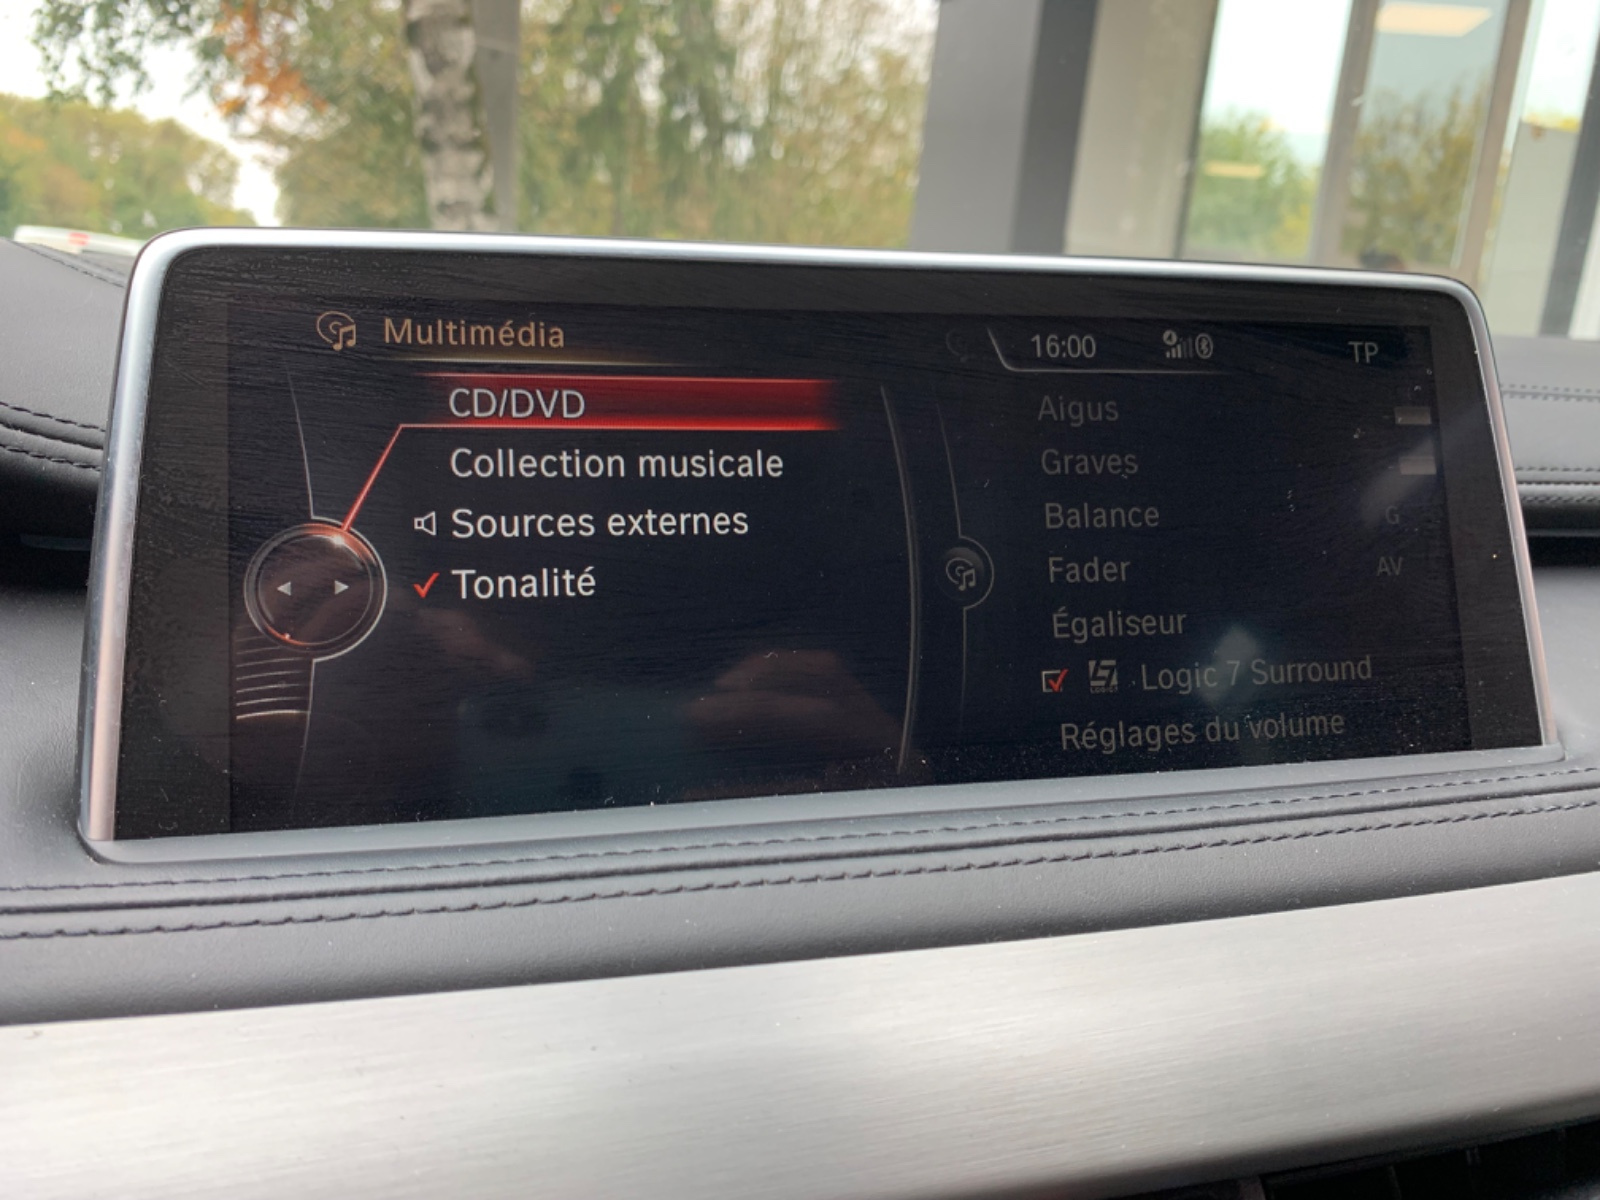 Multimédia
16:00
TP
CD/DVD
Collection musicale
Sources externes
Tonalité
Aigus
Graves
Balance G
Fader AV
Égaliseur
LOGIC7 Logic 7 Surround
Réglages du volume